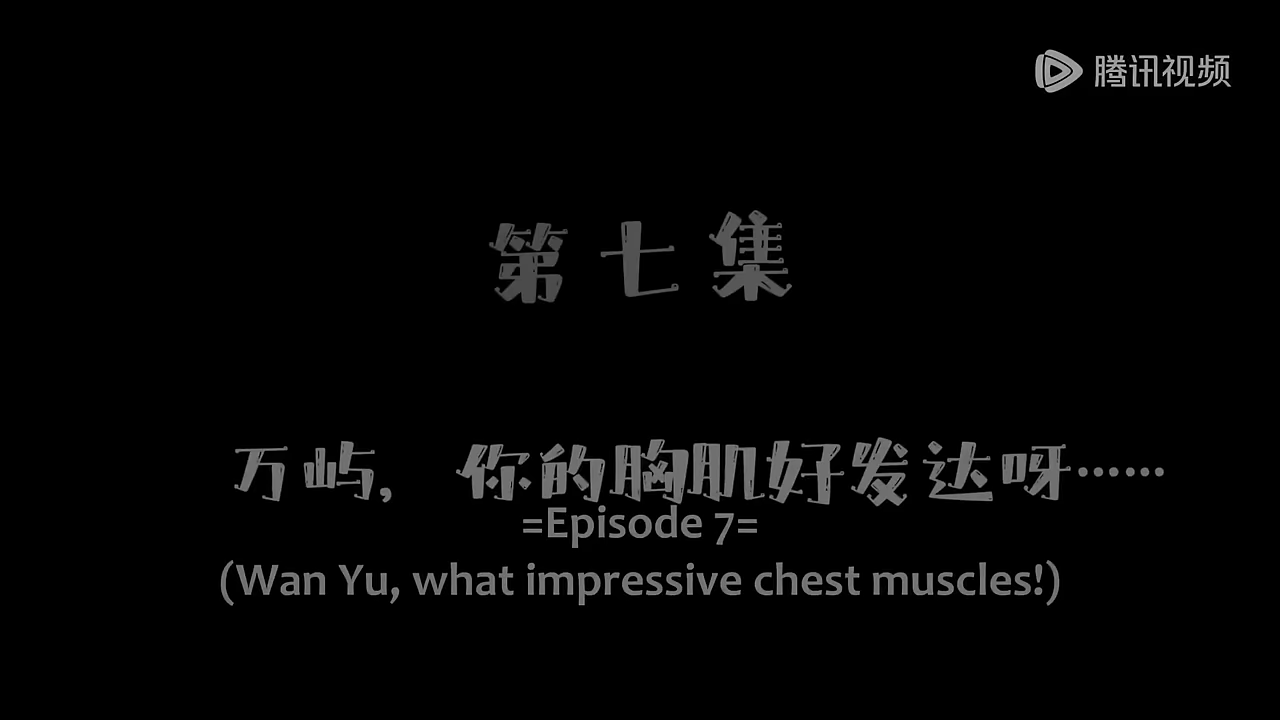 腾讯视频
第七集
万屿，你的胸肌好发达呀……
=Episode 7=
(Wan Yu, what impressive chest muscles!)